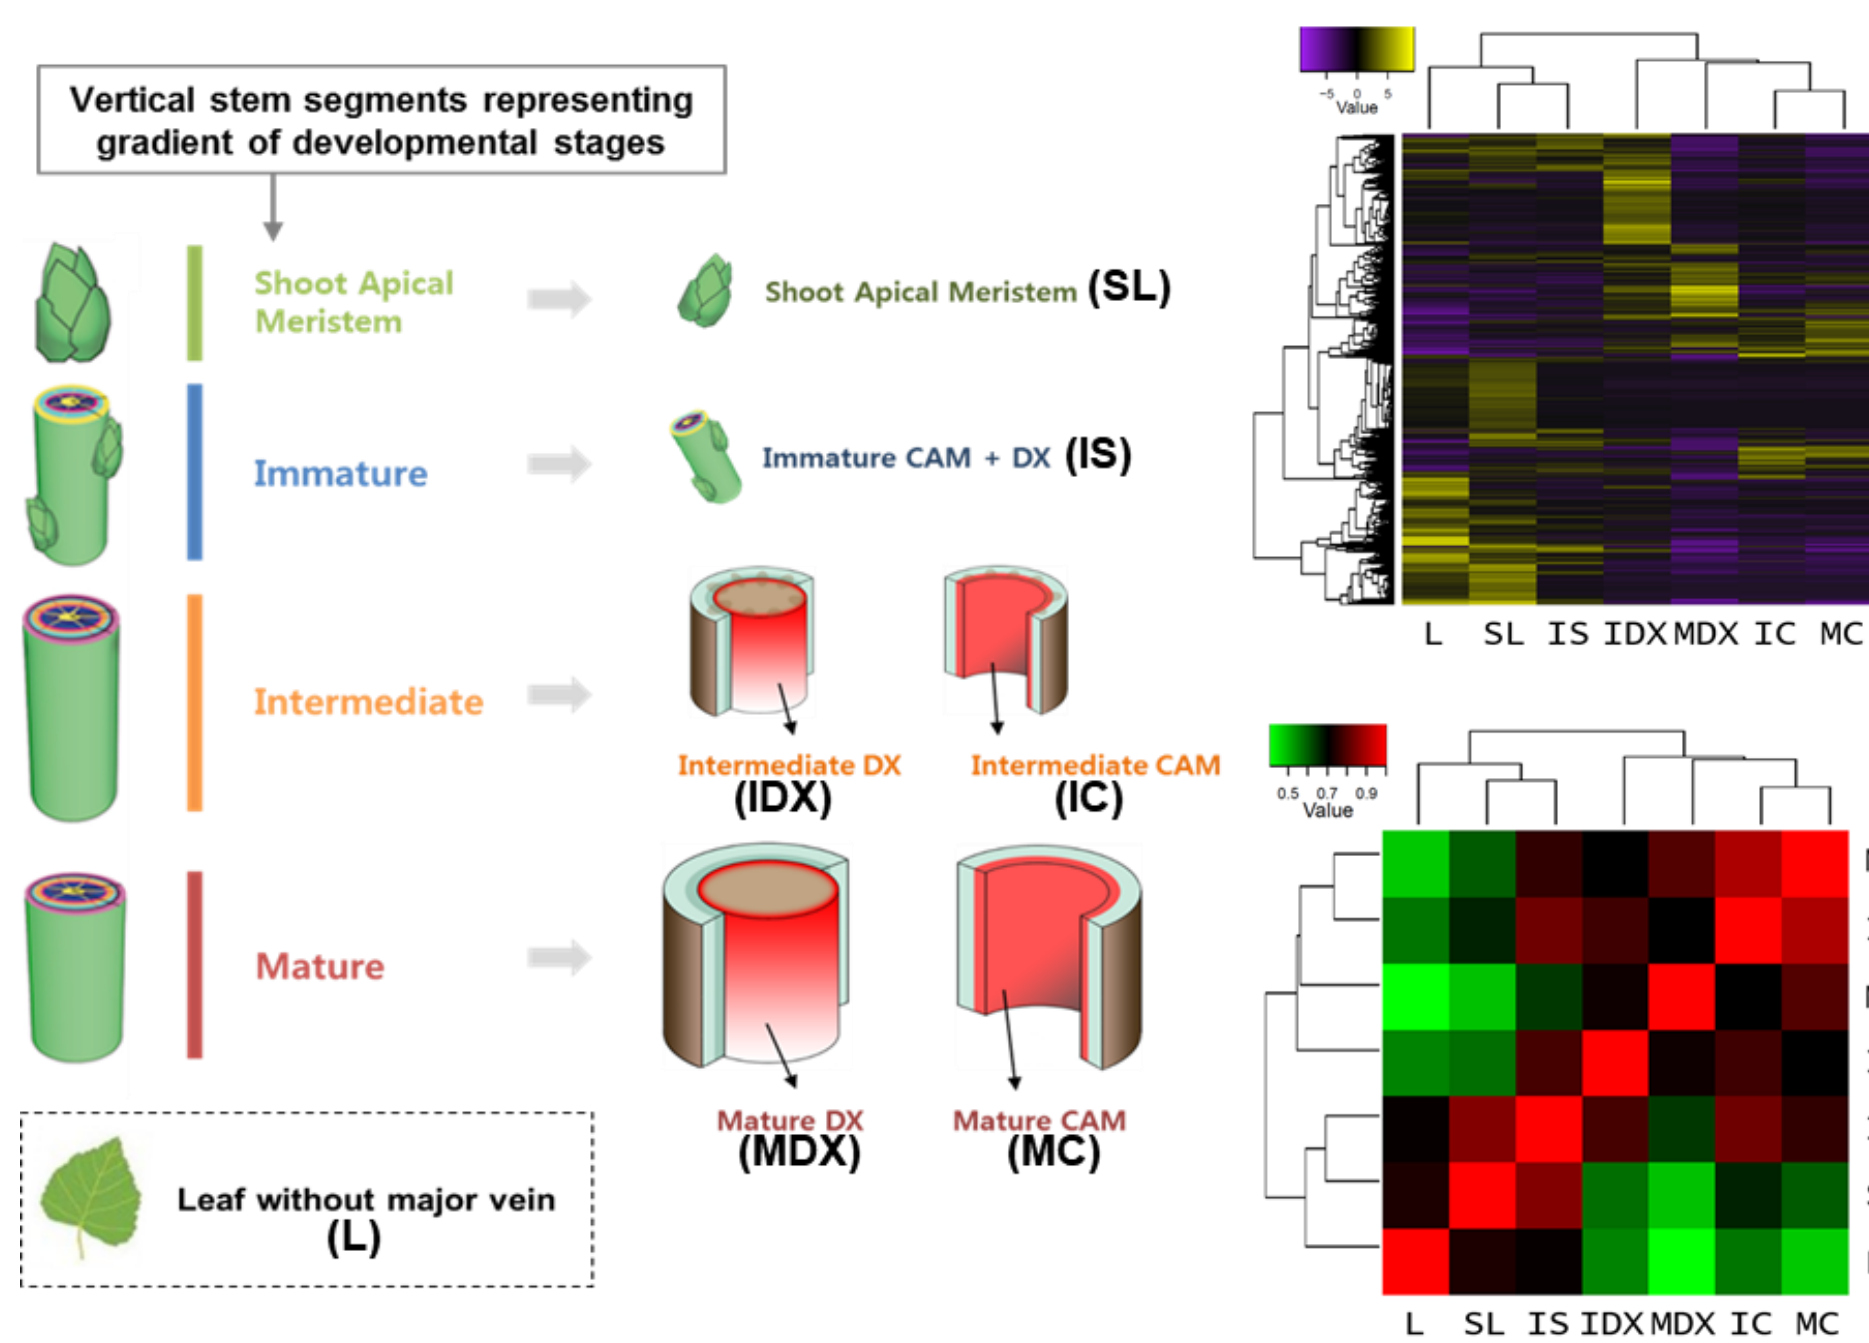 Vertical stem segments representing
gradient of developmental stages
Shoot Apical
Meristem
Shoot Apical Meristem (SL)
Immature
Immature CAM + DX (IS)
Intermediate
Intermediate DX
(IDX)
Intermediate CAM
(IC)
Mature
Mature DX
(MDX)
Mature CAM
(MC)
Leaf without major vein
(L)
-5 0 5
Value
L SL IS IDX MDX IC MC
0.5 0.7 0.9
Value
L SL IS IDX MDX IC MC